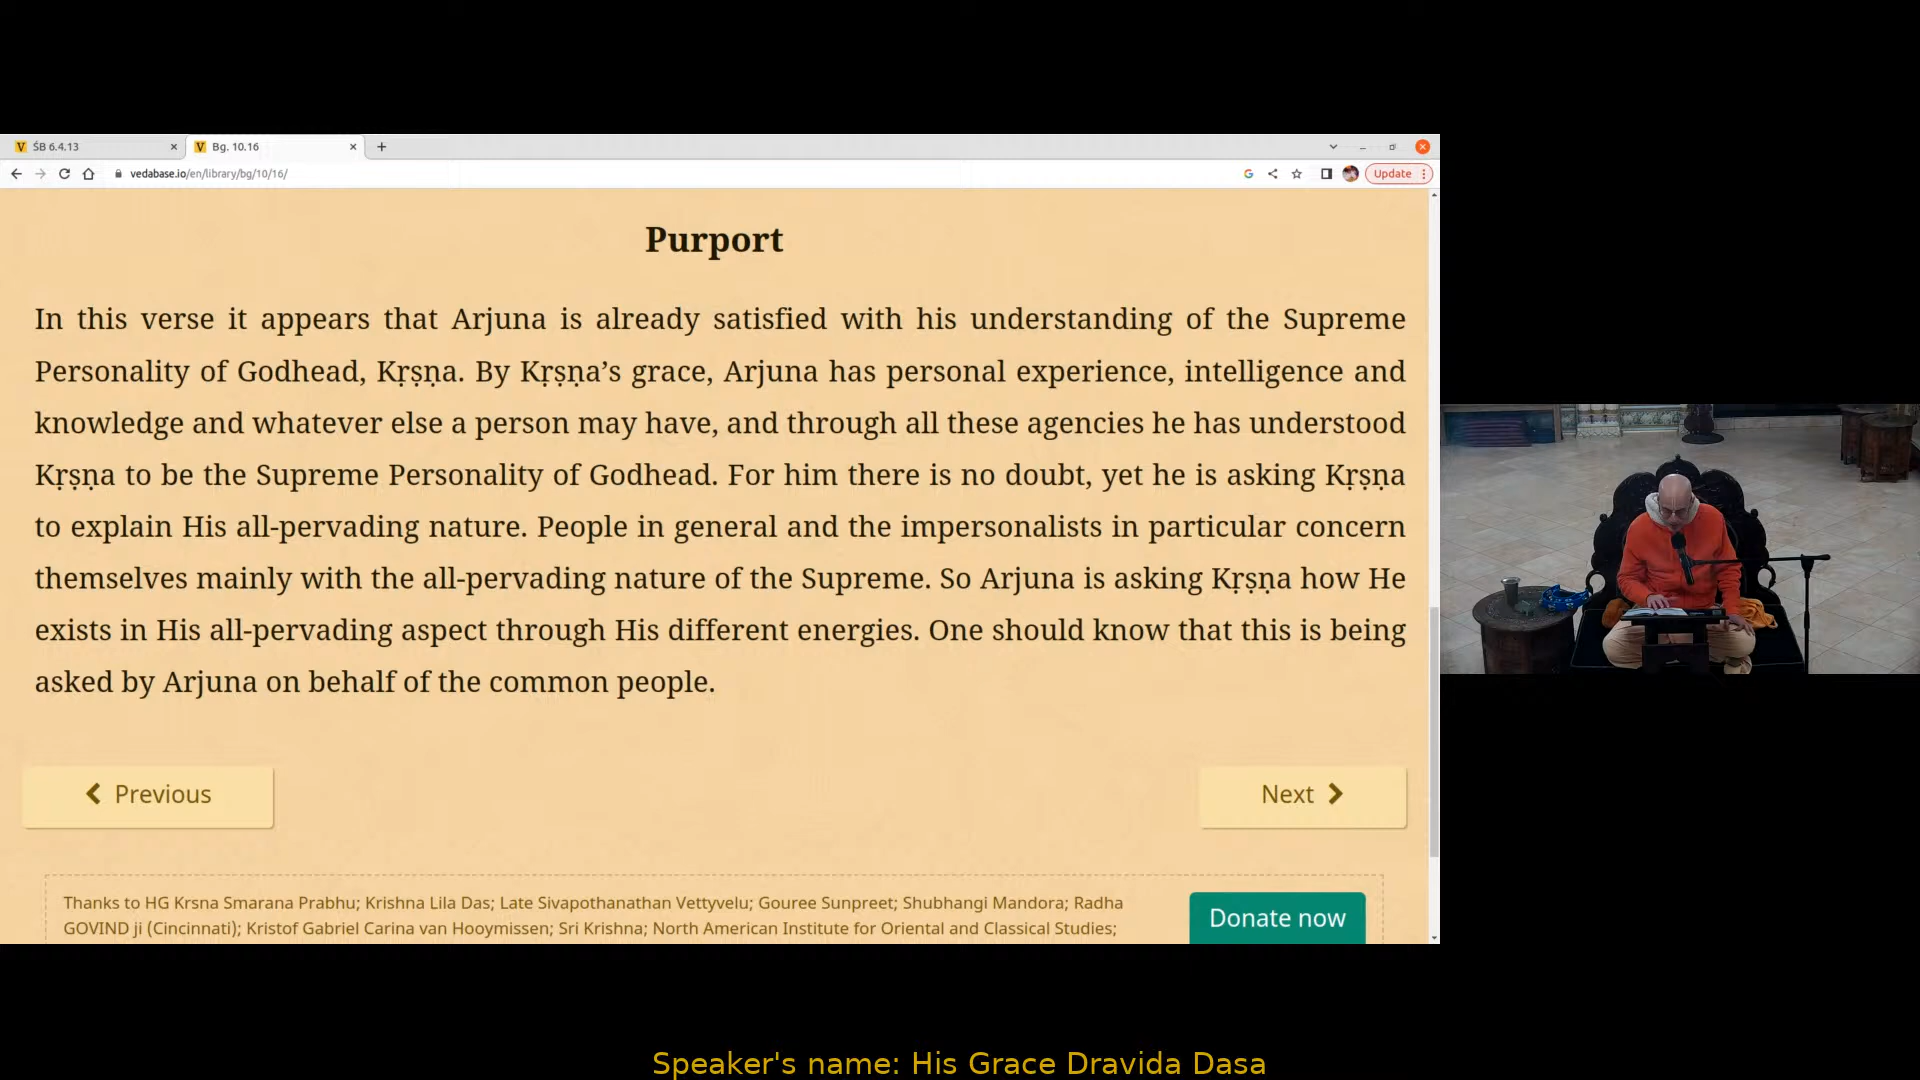 ŚB 6.4.13
Bg. 10.16
vedabase.io/en/library/bg/10/16/
Update
Purport
In this verse it appears that Arjuna is already satisfied with his understanding of the Supreme
Personality of Godhead, Kṛṣṇa. By Kṛṣṇa’s grace, Arjuna has personal experience, intelligence and
knowledge and whatever else a person may have, and through all these agencies he has understood
Kṛṣṇa to be the Supreme Personality of Godhead. For him there is no doubt, yet he is asking Kṛṣṇa
to explain His all-pervading nature. People in general and the impersonalists in particular concern
themselves mainly with the all-pervading nature of the Supreme. So Arjuna is asking Kṛṣṇa how He
exists in His all-pervading aspect through His different energies. One should know that this is being
asked by Arjuna on behalf of the common people.
Previous
Next
Thanks to HG Krsna Smarana Prabhu; Krishna Lila Das; Late Sivapothanathan Vettyvelu; Gouree Sunpreet; Shubhangi Mandora; Radha
GOVIND ji (Cincinnati); Kristof Gabriel Carina van Hooymissen; Sri Krishna; North American Institute for Oriental and Classical Studies;
Donate now
Speaker's name: His Grace Dravida Dasa